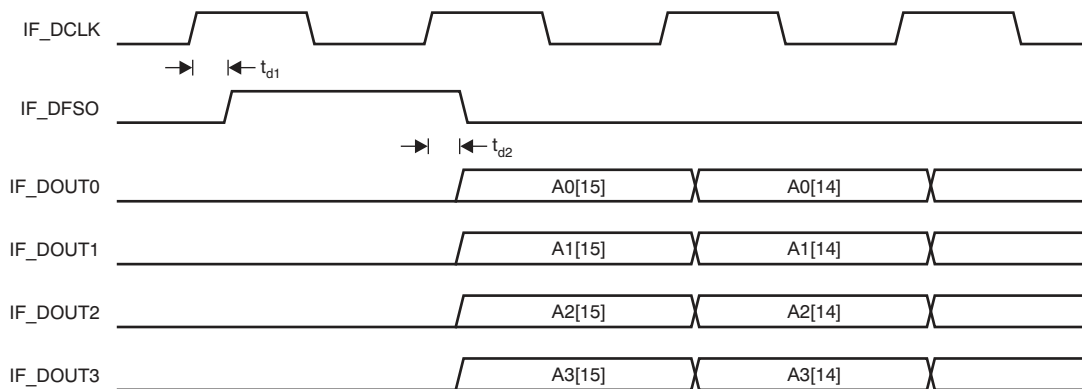 IF_DCLK
t_d1
IF_DFSO
t_d2
IF_DOUT0 A0[15] A0[14]
IF_DOUT1 A1[15] A1[14]
IF_DOUT2 A2[15] A2[14]
IF_DOUT3 A3[15] A3[14]